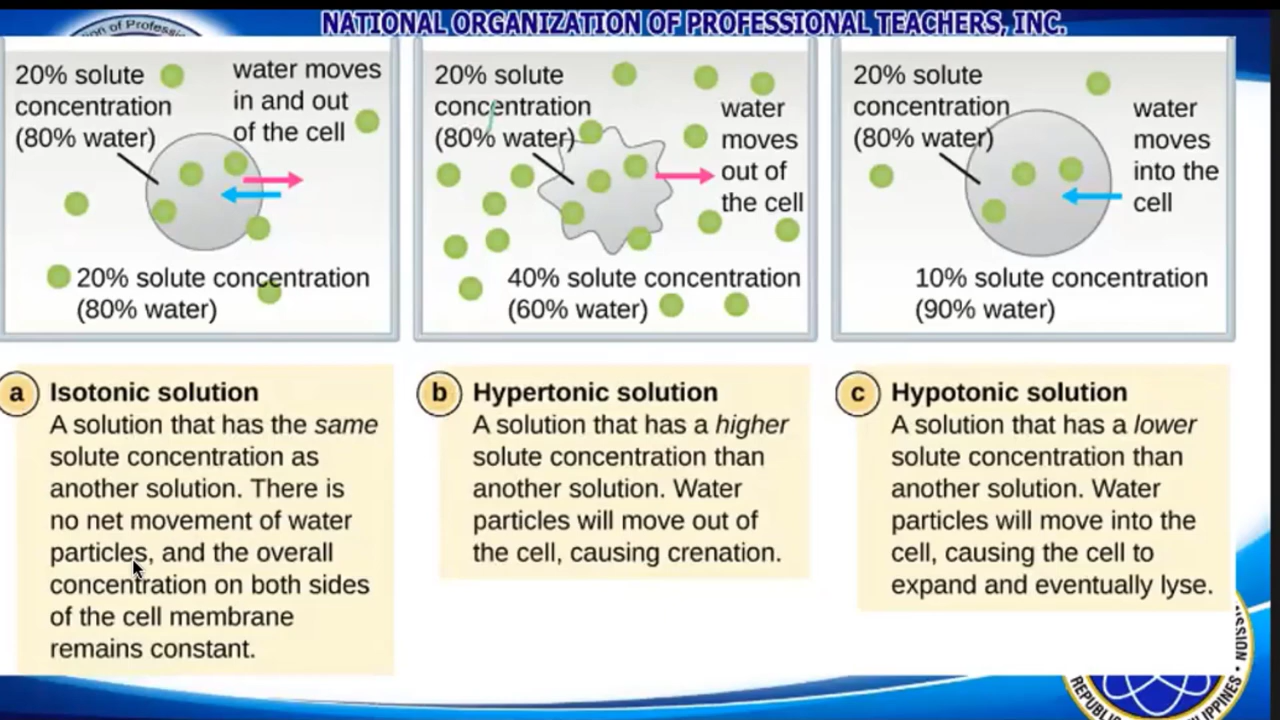 NATIONAL ORGANIZATION OF PROFESSIONAL TEACHERS, INC.
n of Profess
20% solute
concentration
(80% water)
water moves
in and out
of the cell
20% solute concentration
(80% water)
20% solute
concentration
(80% water)
water
moves
out of
the cell
40% solute concentration
(60% water)
20% solute
concentration
(80% water)
water
moves
into the
cell
10% solute concentration
(90% water)
a Isotonic solution
A solution that has the same
solute concentration as
another solution. There is
no net movement of water
particles, and the overall
concentration on both sides
of the cell membrane
remains constant.
b Hypertonic solution
A solution that has a higher
solute concentration than
another solution. Water
particles will move out of
the cell, causing crenation.
c Hypotonic solution
A solution that has a lower
solute concentration than
another solution. Water
particles will move into the
cell, causing the cell to
expand and eventually lyse.